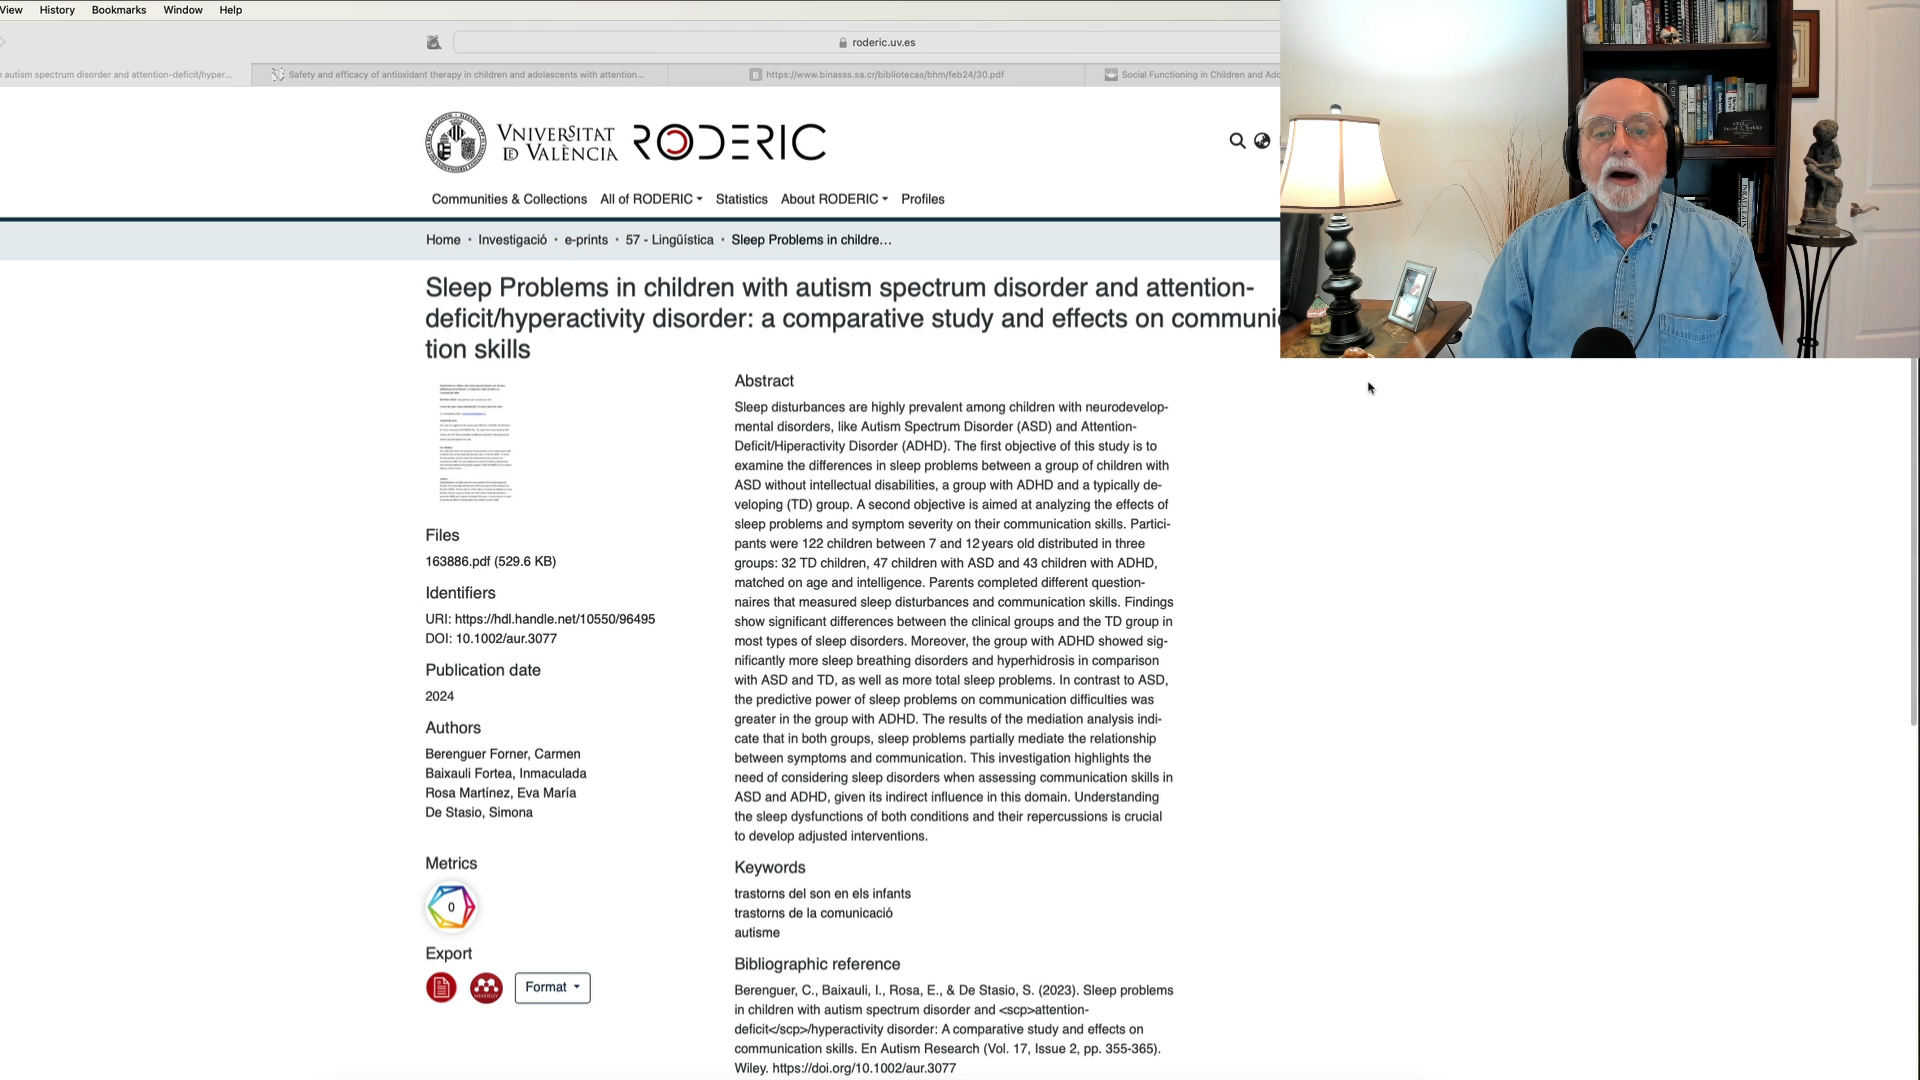 View History Bookmarks Window Help
roderic.uv.es
autism spectrum disorder and attention-deficit/hyper...
Safety and efficacy of antioxidant therapy in children and adolescents with attention...
https://www.binasss.sa.cr/bibliotecas/bhm/feb24/30.pdf
Social Functioning in Children and Ado
VNIVERSITAT
DE VALÈNCIA
RODERIC
Communities & Collections All of RODERIC Statistics About RODERIC Profiles
Home • Investigació • e-prints • 57 - Lingüística • Sleep Problems in childre...
Sleep Problems in children with autism spectrum disorder and attention-
deficit/hyperactivity disorder: a comparative study and effects on communic
tion skills
Files
163886.pdf (529.6 KB)
Identifiers
URI: https://hdl.handle.net/10550/96495
DOI: 10.1002/aur.3077
Publication date
2024
Authors
Berenguer Forner, Carmen
Baixauli Fortea, Inmaculada
Rosa Martínez, Eva María
De Stasio, Simona
Metrics
0
Export
MENDELEY
Format
Abstract
Sleep disturbances are highly prevalent among children with neurodevelop-
mental disorders, like Autism Spectrum Disorder (ASD) and Attention-
Deficit/Hiperactivity Disorder (ADHD). The first objective of this study is to
examine the differences in sleep problems between a group of children with
ASD without intellectual disabilities, a group with ADHD and a typically de-
veloping (TD) group. A second objective is aimed at analyzing the effects of
sleep problems and symptom severity on their communication skills. Partici-
pants were 122 children between 7 and 12 years old distributed in three
groups: 32 TD children, 47 children with ASD and 43 children with ADHD,
matched on age and intelligence. Parents completed different question-
naires that measured sleep disturbances and communication skills. Findings
show significant differences between the clinical groups and the TD group in
most types of sleep disorders. Moreover, the group with ADHD showed sig-
nificantly more sleep breathing disorders and hyperhidrosis in comparison
with ASD and TD, as well as more total sleep problems. In contrast to ASD,
the predictive power of sleep problems on communication difficulties was
greater in the group with ADHD. The results of the mediation analysis indi-
cate that in both groups, sleep problems partially mediate the relationship
between symptoms and communication. This investigation highlights the
need of considering sleep disorders when assessing communication skills in
ASD and ADHD, given its indirect influence in this domain. Understanding
the sleep dysfunctions of both conditions and their repercussions is crucial
to develop adjusted interventions.
Keywords
trastorns del son en els infants
trastorns de la comunicació
autisme
Bibliographic reference
Berenguer, C., Baixauli, I., Rosa, E., & De Stasio, S. (2023). Sleep problems
in children with autism spectrum disorder and <scp>attention-
deficit</scp>/hyperactivity disorder: A comparative study and effects on
communication skills. En Autism Research (Vol. 17, Issue 2, pp. 355-365).
Wiley. https://doi.org/10.1002/aur.3077